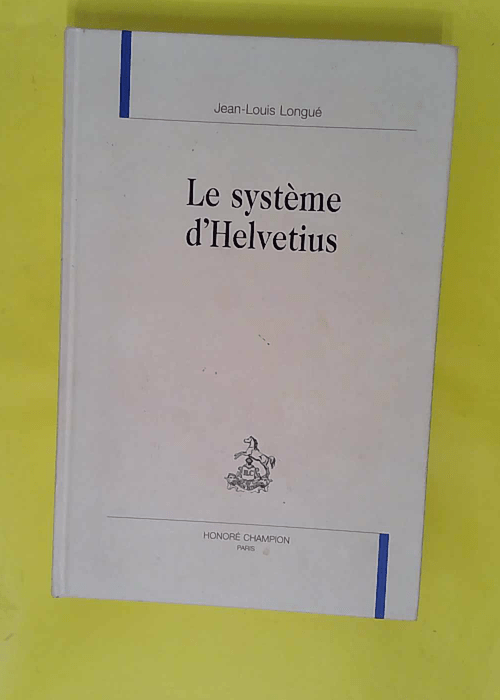 Jean-Louis Longué
Le système
d'Helvetius
HONORÉ CHAMPION
PARIS